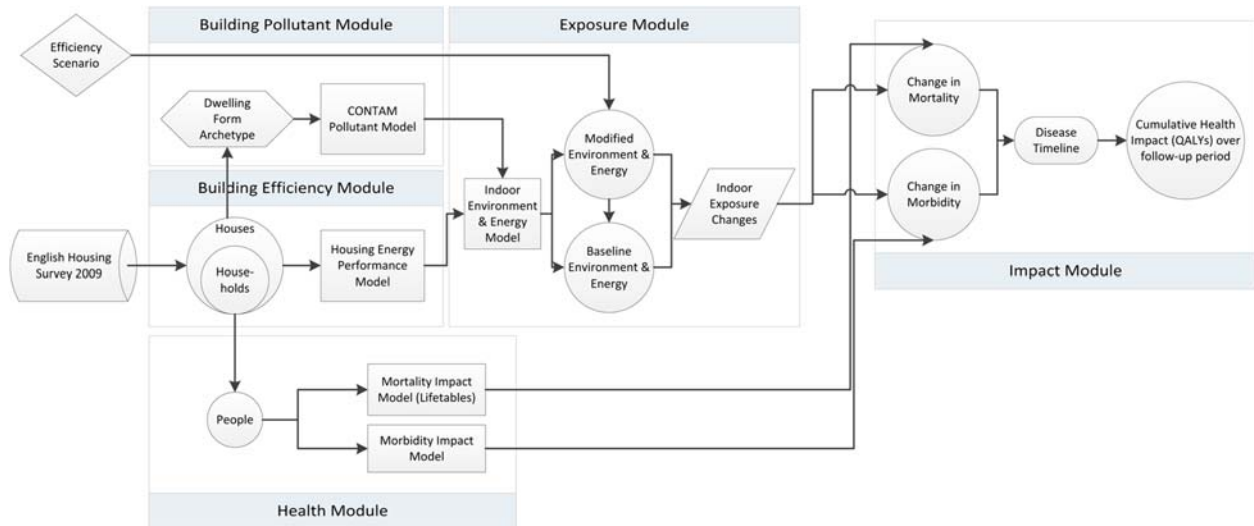 Building Pollutant Module
Exposure Module
Efficiency
Scenario
Dwelling
Form
Archetype
CONTAM
Pollutant Model
Modified
Environment &
Energy
Change in
Mortality
Disease
Timeline
Cumulative Health
Impact (QALYs) over
follow-up period
Building Efficiency Module
Indoor
Environment
& Energy
Model
Indoor
Exposure
Changes
Change in
Morbidity
English Housing
Survey 2009
Houses
House-
holds
Housing Energy
Performance
Model
Baseline
Environment &
Energy
Impact Module
People
Mortality Impact
Model (Lifetables)
Morbidity Impact
Model
Health Module